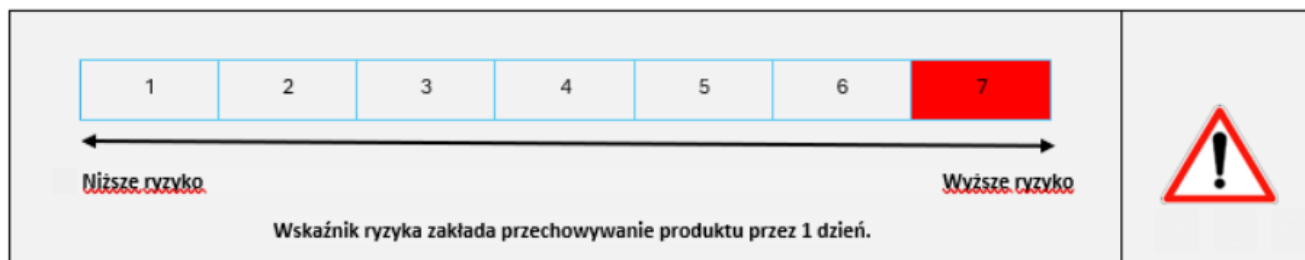 1 2 3 4 5 6 7
Niższe ryzyko Wyższe ryzyko
Wskaźnik ryzyka zakłada przechowywanie produktu przez 1 dzień.